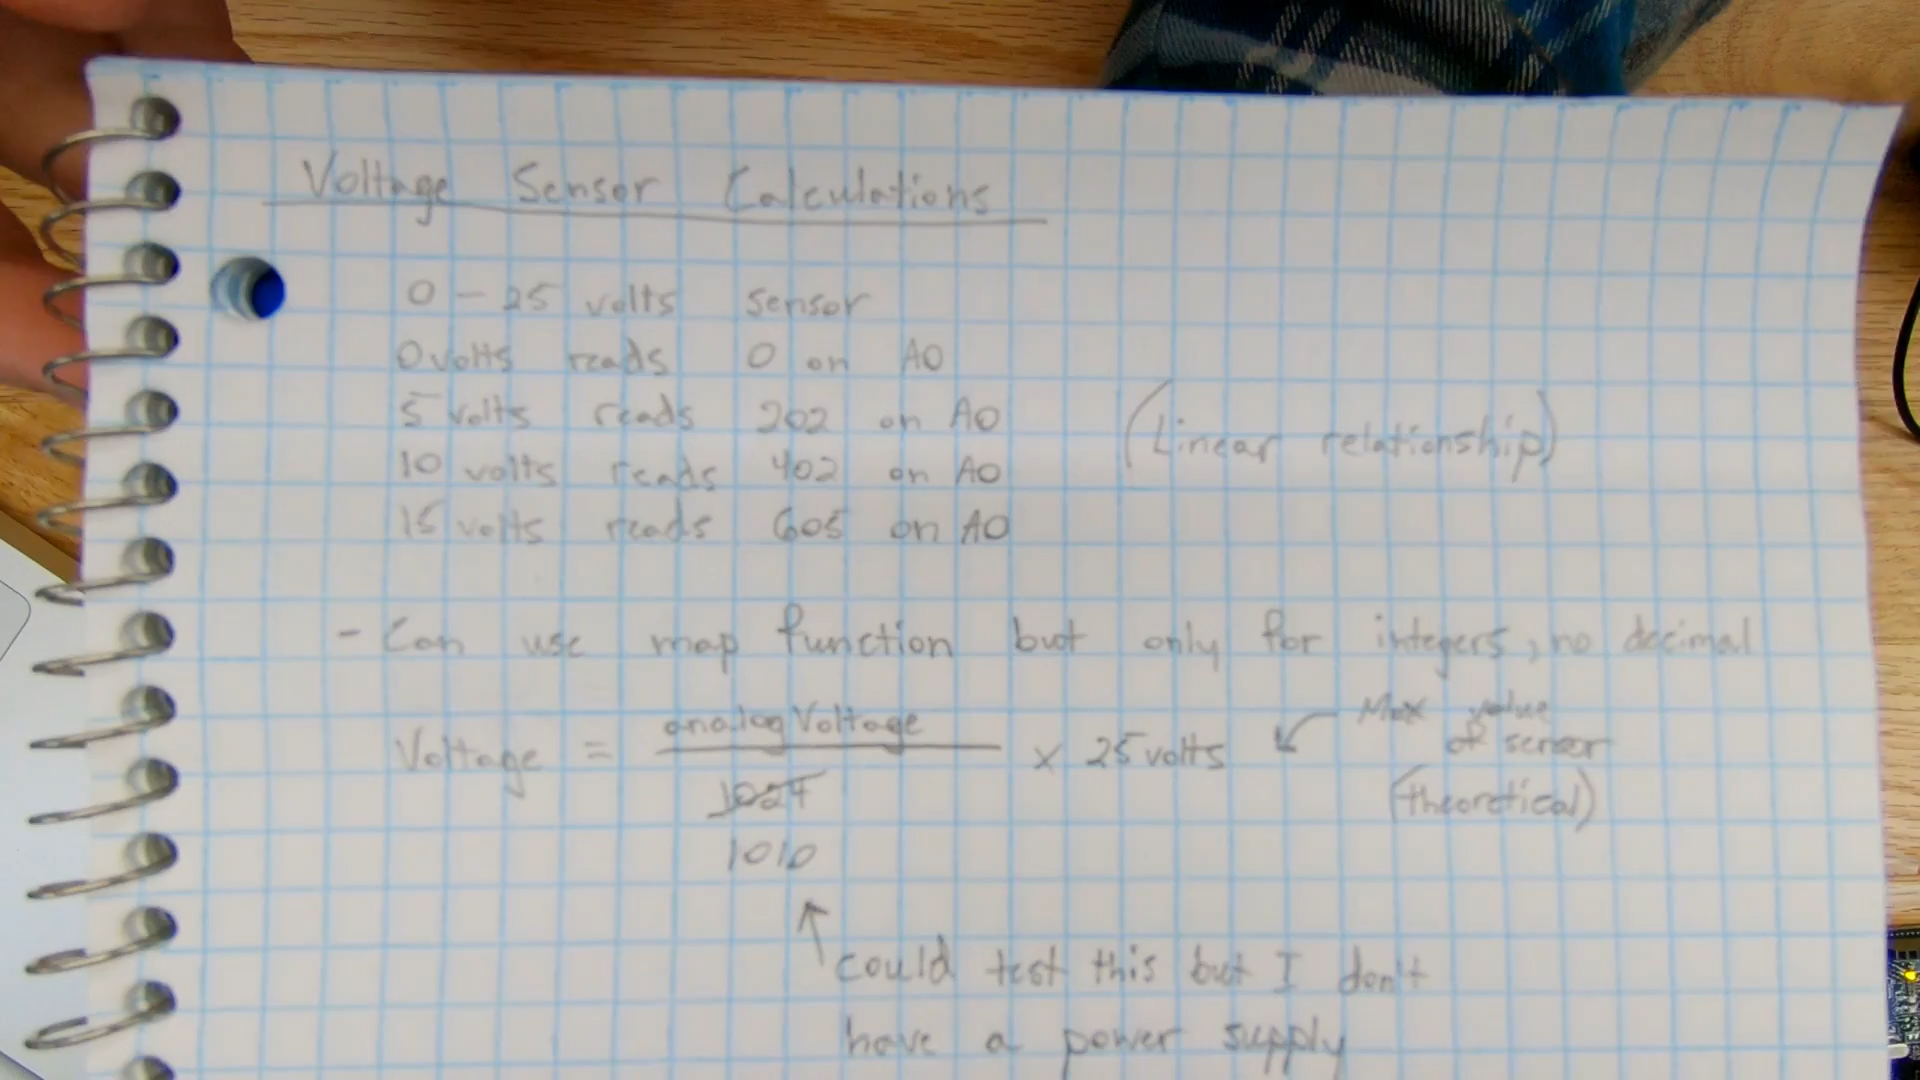 Voltage Sensor Calculations
0 - 25 volts sensor
0 volts reads 0 on A0
5 volts reads 202 on A0
10 volts reads 402 on A0
(Linear relationship)
15 volts reads 605 on A0
- Can use map function but only for integers, no decimal
Voltage = analog Voltage / 1024 1010 × 25 volts
Max value
of sensor
(theoretical)
could test this but I don't
have a power supply